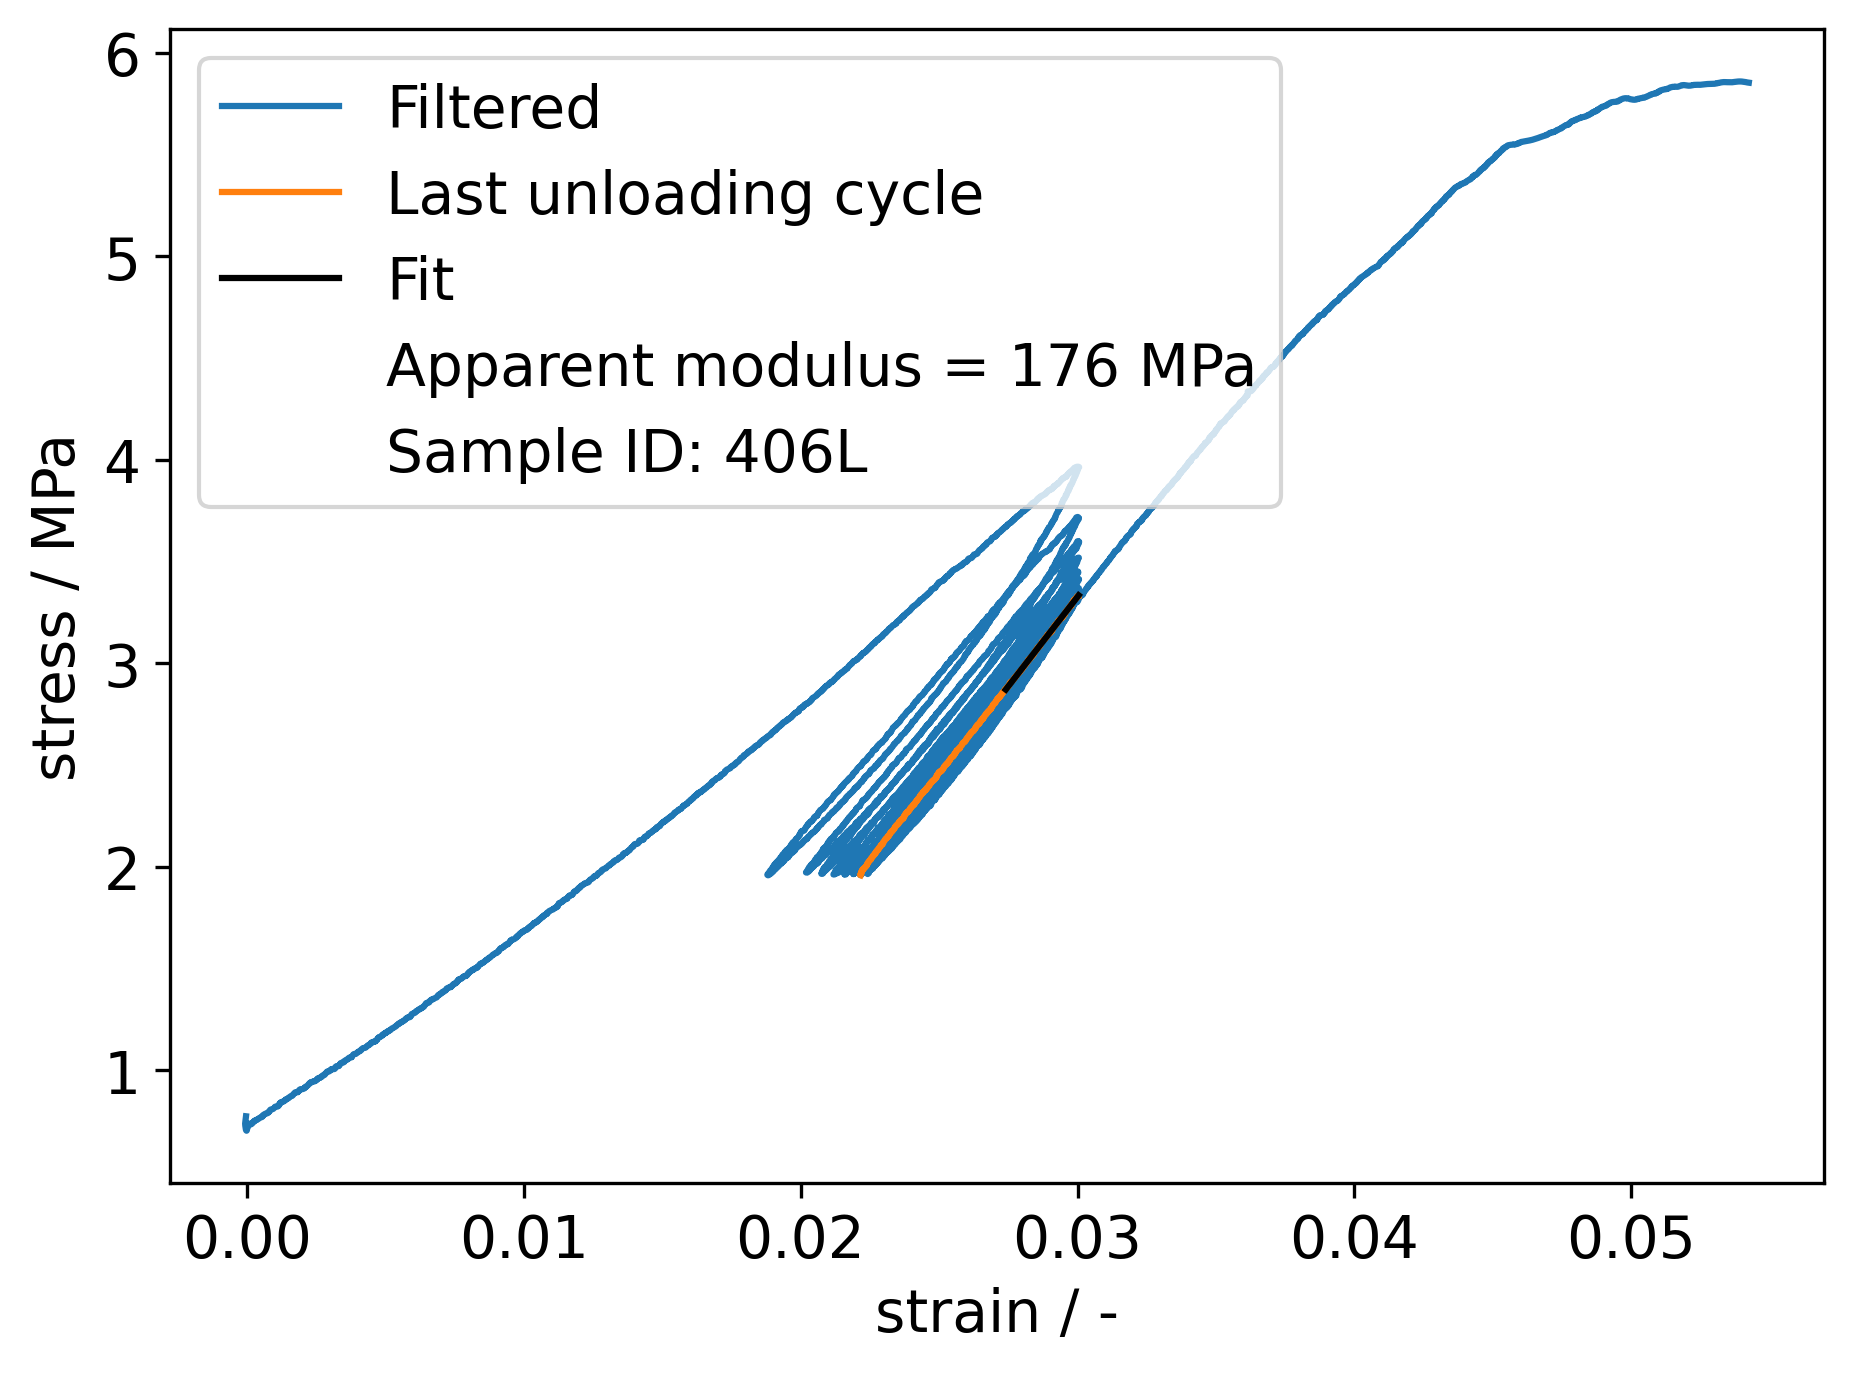 6
5
4
3
2
1
stress / MPa
Filtered
Last unloading cycle
Fit
Apparent modulus = 176 MPa
Sample ID: 406L
0.00 0.01 0.02 0.03 0.04 0.05
strain / -